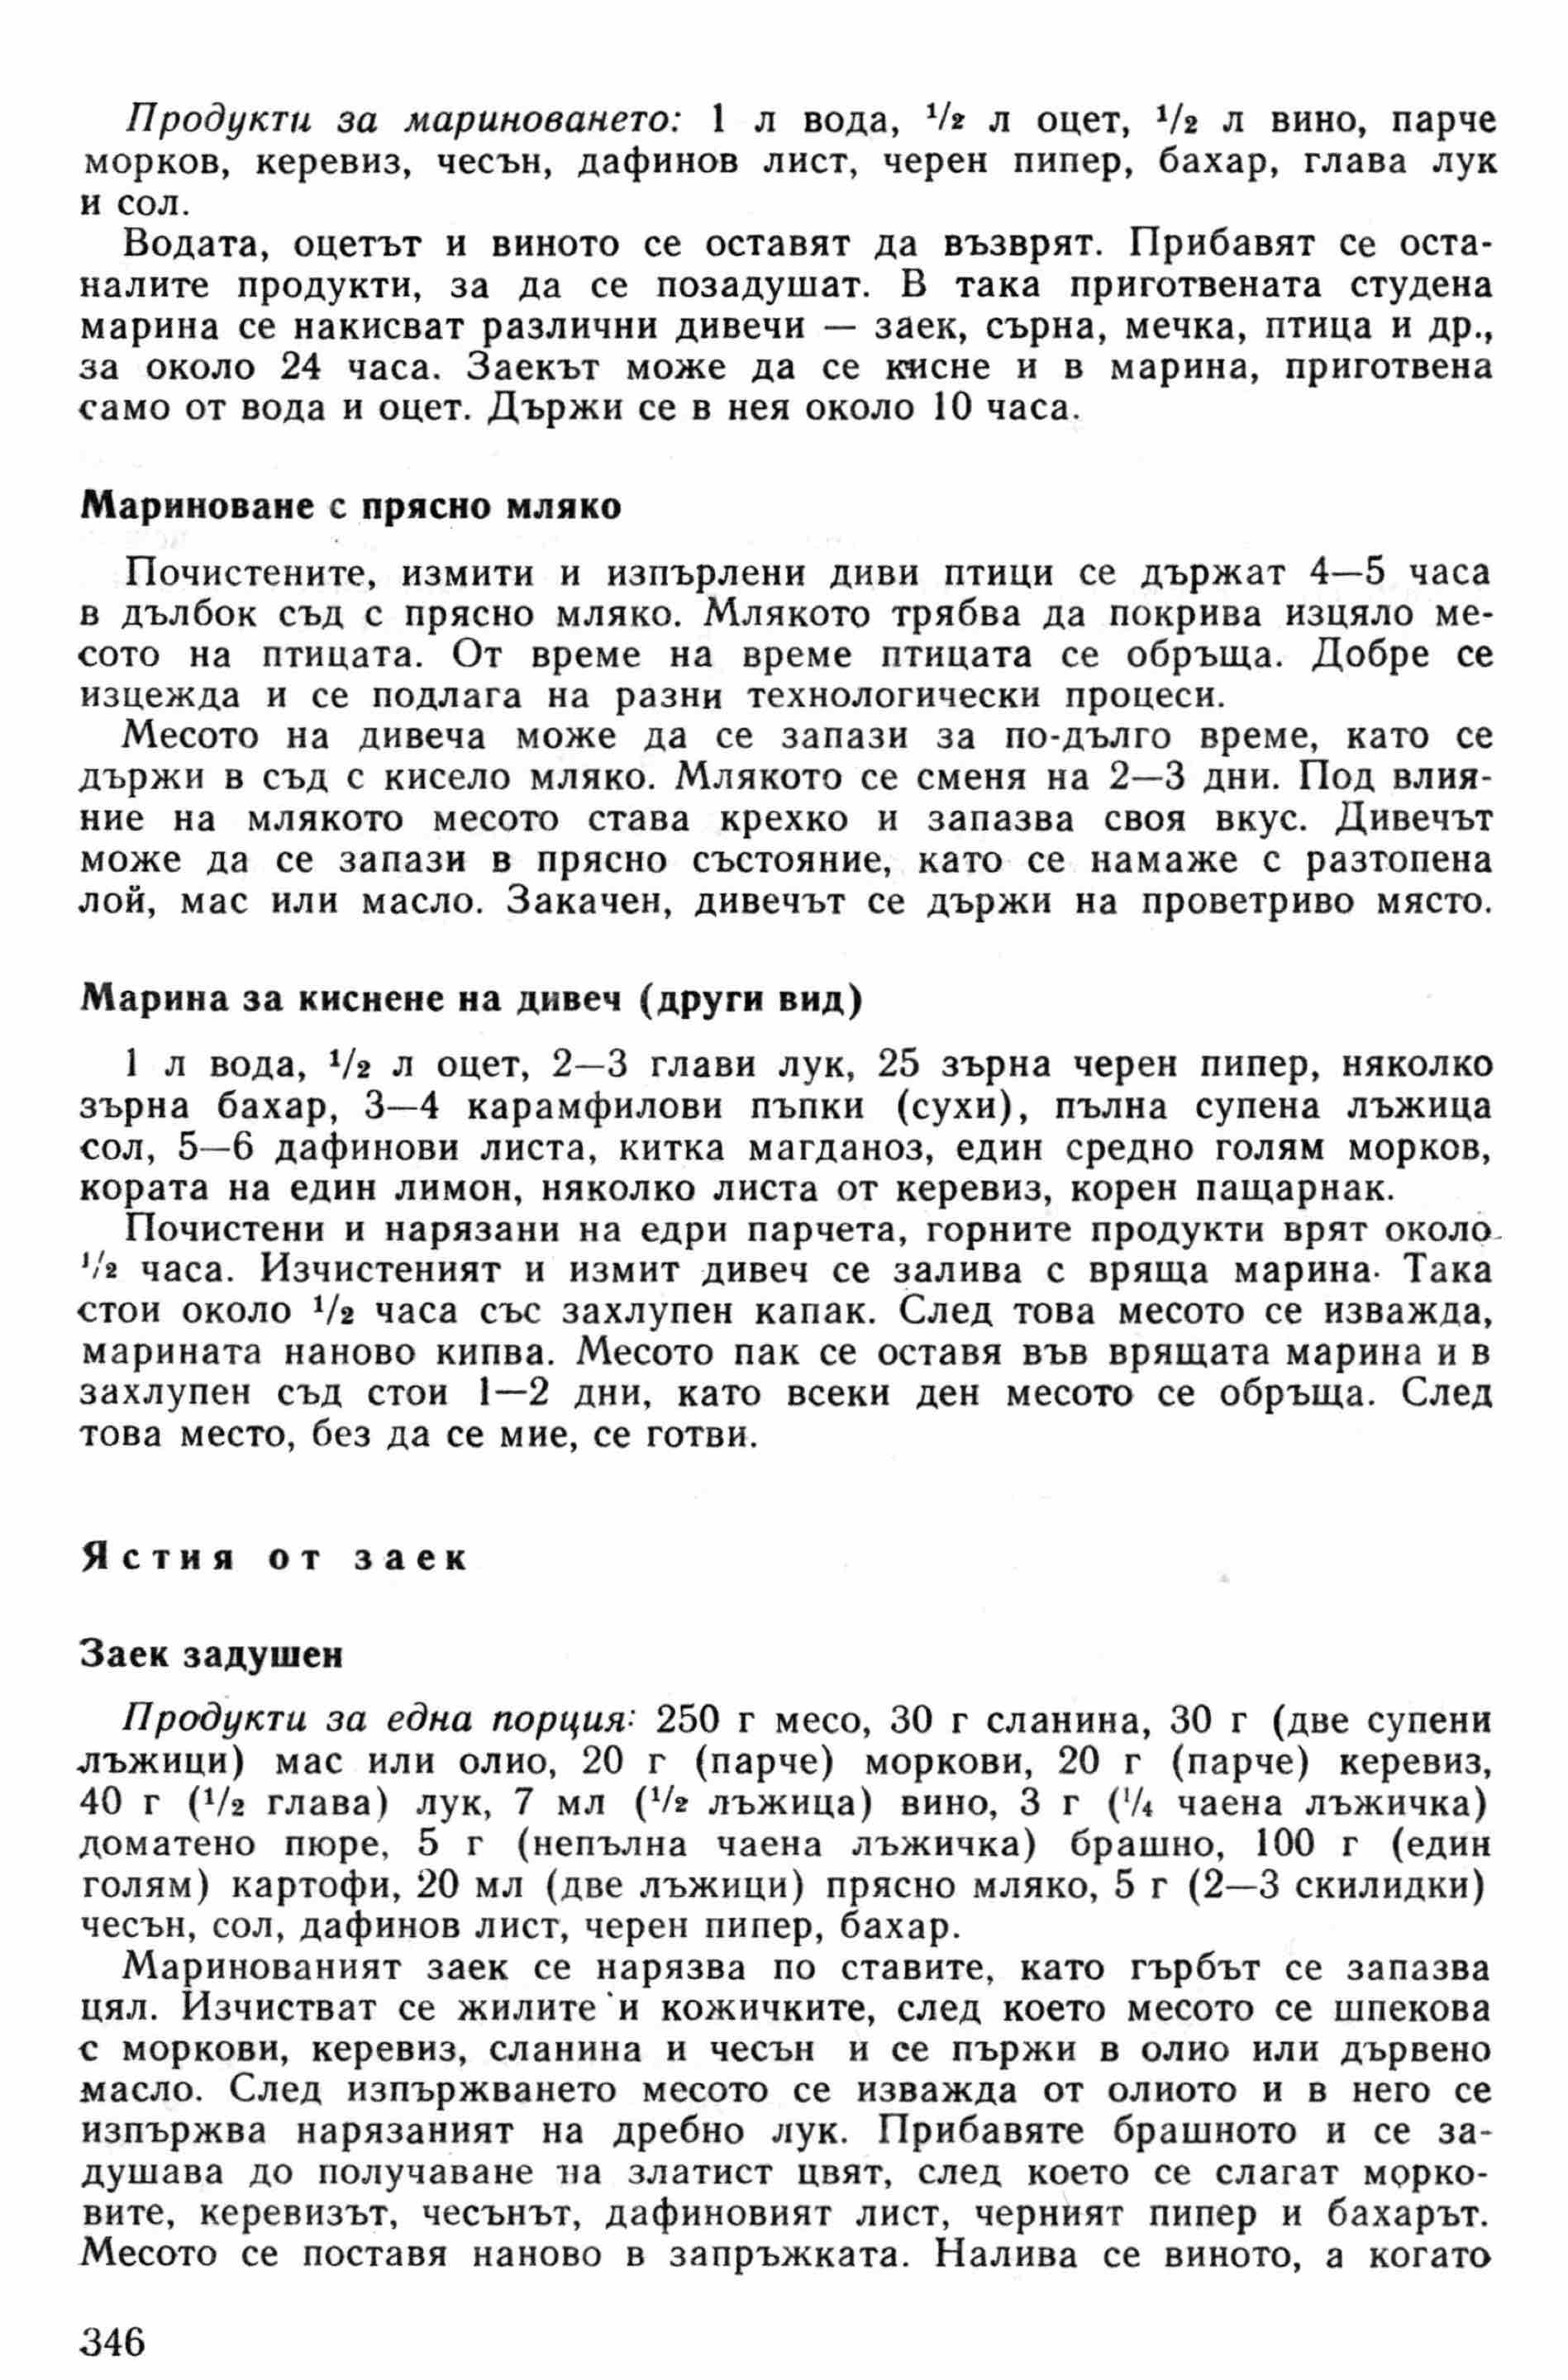 Продукти за мариноването: 1 л вода, 1/2 л оцет, 1/2 л вино, парче
морков, керевиз, чесън, дафинов лист, черен пипер, бахар, глава лук
и сол.
Водата, оцетът и виното се оставят да възврят. Прибавят се оста-
налите продукти, за да се позадушат. В така приготвената студена
марина се накисват различни дивечи — заек, сърна, мечка, птица и др.,
за около 24 часа. Заекът може да се кисне и в марина, приготвена
само от вода и оцет. Държи се в нея около 10 часа.
Мариноване с прясно мляко
Почистените, измити и изпърлени диви птици се държат 4—5 часа
в дълбок съд с прясно мляко. Млякото трябва да покрива изцяло ме-
сото на птицата. От време на време птицата се обръща. Добре се
изцежда и се подлага на разни технологически процеси.
Месото на дивеча може да се запази за по-дълго време, като се
държи в съд с кисело мляко. Млякото се сменя на 2—3 дни. Под влия-
ние на млякото месото става крехко и запазва своя вкус. Дивечът
може да се запази в прясно състояние, като се намаже с разтопена
лой, мас или масло. Закачен, дивечът се държи на проветриво място.
Марина за киснене на дивеч (други вид)
1 л вода, 1/2 л оцет, 2—3 глави лук, 25 зърна черен пипер, няколко
зърна бахар, 3—4 карамфилови пъпки (сухи), пълна супена лъжица
сол, 5—6 дафинови листа, китка магданоз, един средно голям морков,
кората на един лимон, няколко листа от керевиз, корен пащарнак.
Почистени и нарязани на едри парчета, горните продукти врят около
1/2 часа. Изчистеният и измит дивеч се залива с вряща марина. Така
стои около 1/2 часа със захлупен капак. След това месото се изважда,
марината наново кипва. Месото пак се оставя във врящата марина и в
захлупен съд стои 1—2 дни, като всеки ден месото се обръща. След
това место, без да се мие, се готви.
Ястия от заек
Заек задушен
Продукти за една порция: 250 г месо, 30 г сланина, 30 г (две супени
лъжици) мас или олио, 20 г (парче) моркови, 20 г (парче) керевиз,
40 г (1/2 глава) лук, 7 мл (1/2 лъжица) вино, 3 г (1/4 чаена лъжичка)
доматено пюре, 5 г (непълна чаена лъжичка) брашно, 100 г (един
голям) картофи, 20 мл (две лъжици) прясно мляко, 5 г (2—3 скилидки)
чесън, сол, дафинов лист, черен пипер, бахар.
Маринованият заек се нарязва по ставите, като гърбът се запазва
цял. Изчистват се жилите и кожичките, след което месото се шпекова
с моркови, керевиз, сланина и чесън и се пържи в олио или дървено
масло. След изпържването месото се изважда от олиото и в него се
изпържва нарязаният на дребно лук. Прибавяте брашното и се за-
душава до получаване на златист цвят, след което се слагат морко-
вите, керевизът, чесънът, дафиновият лист, черният пипер и бахарът.
Месото се поставя наново в запръжката. Налива се виното, а когато
346